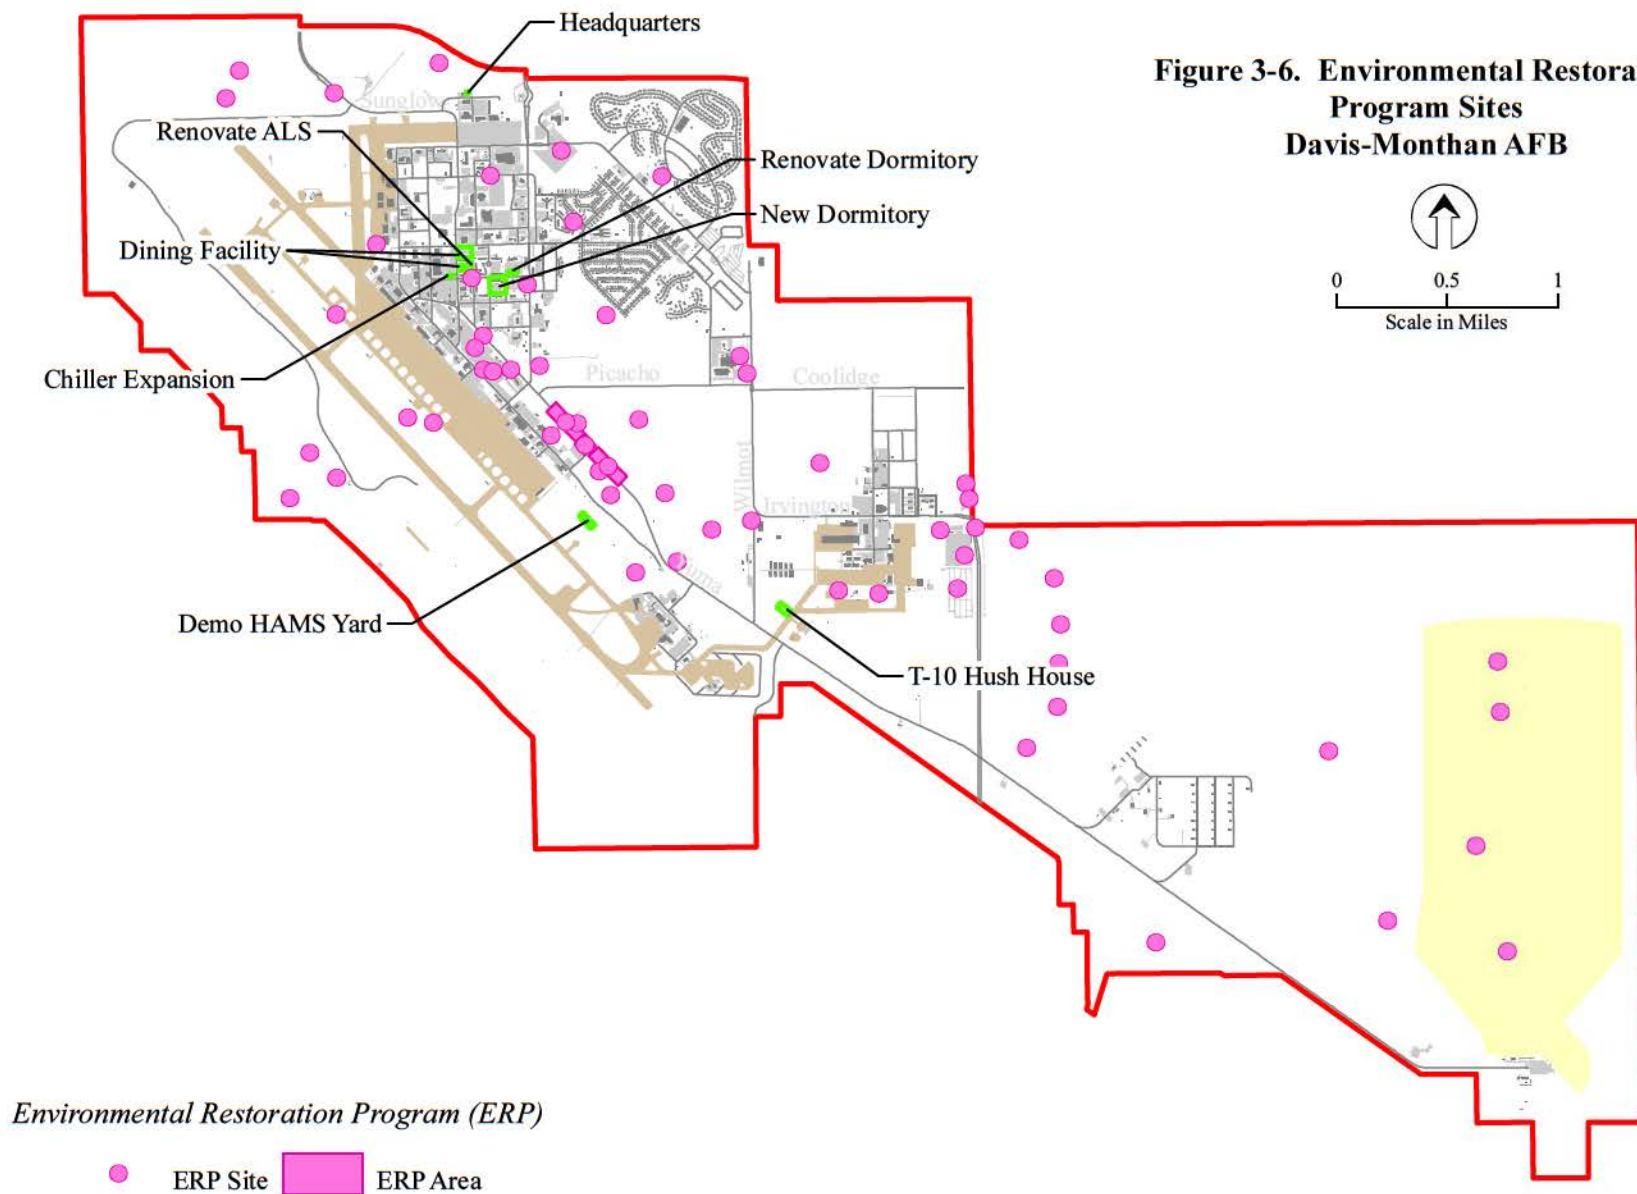 Headquarters
Figure 3-6. Environmental Restora
Program Sites
Davis-Monthan AFB
Sunglow
Renovate ALS
Renovate Dormitory
New Dormitory
Dining Facility
0 0.5 1
Scale in Miles
Chiller Expansion
Picacho
Coolidge
Wilmot
Irvington
Yuma
Demo HAMS Yard
T-10 Hush House
Environmental Restoration Program (ERP)
ERP Site
ERP Area